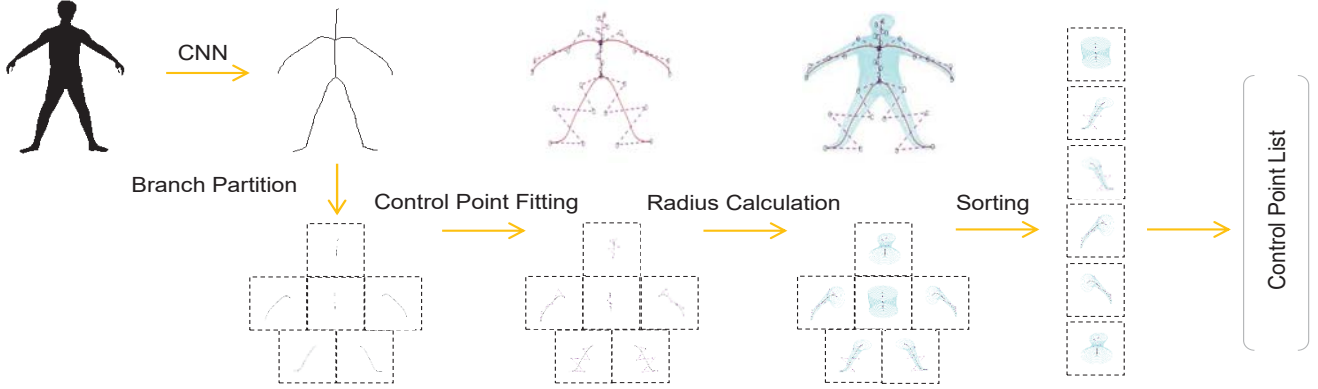 CNN
Branch Partition
Control Point Fitting
Radius Calculation
Sorting
Control Point List